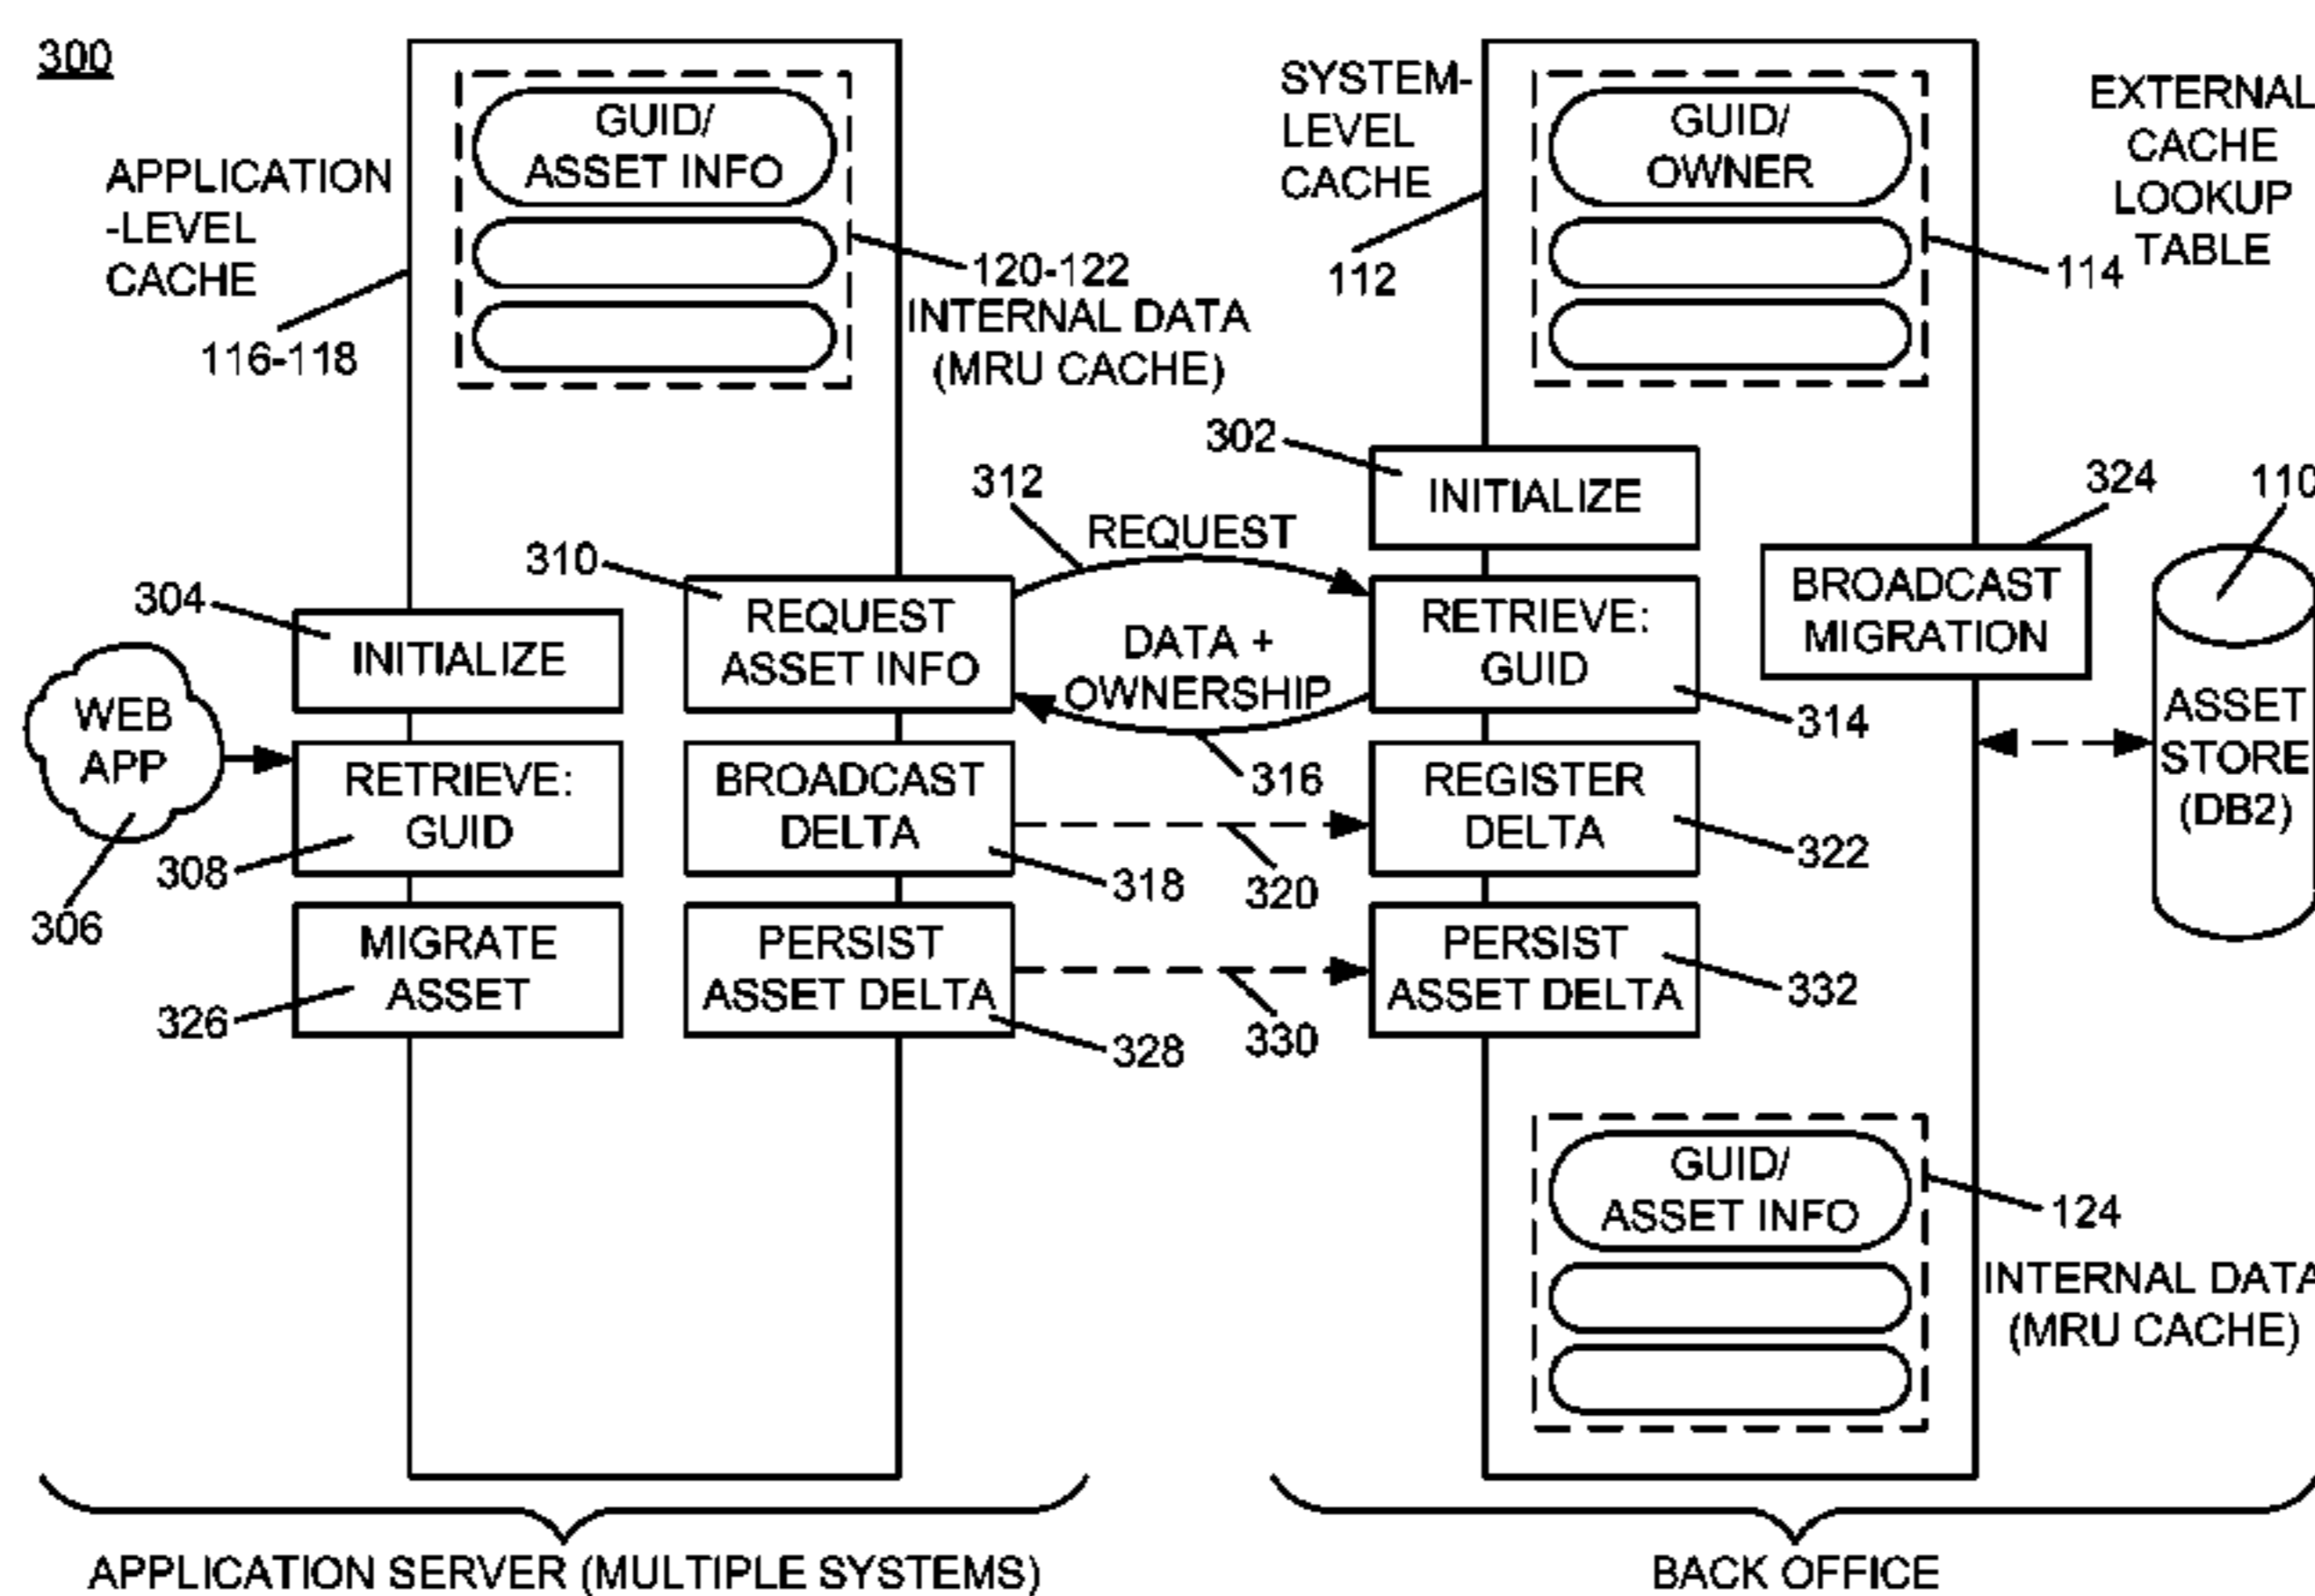 300
APPLICATION
-LEVEL
CACHE
116-118
GUID/
ASSET INFO
120-122
INTERNAL DATA
(MRU CACHE)
SYSTEM-
LEVEL
CACHE
112
GUID/
OWNER
EXTERNAL
CACHE
LOOKUP
TABLE
114
302
INITIALIZE
324
110
312
REQUEST
BROADCAST
MIGRATION
310
REQUEST
ASSET INFO
DATA +
OWNERSHIP
RETRIEVE:
GUID
304
INITIALIZE
314
316
WEB
APP
306
RETRIEVE:
GUID
308
BROADCAST
DELTA
318
320
REGISTER
DELTA
322
ASSET
STORE
(DB2)
MIGRATE
ASSET
326
PERSIST
ASSET DELTA
328
330
PERSIST
ASSET DELTA
332
GUID/
ASSET INFO
124
INTERNAL DATA
(MRU CACHE)
APPLICATION SERVER (MULTIPLE SYSTEMS)
BACK OFFICE